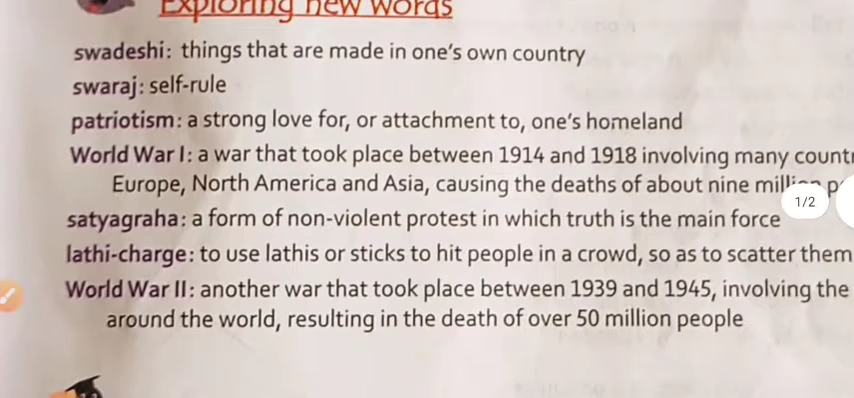 Exploring new words
swadeshi: things that are made in one's own country
swaraj: self-rule
patriotism: a strong love for, or attachment to, one's homeland
World War I: a war that took place between 1914 and 1918 involving many
Europe, North America and Asia, causing the deaths of about nine
1/2
satyagraha: a form of non-violent protest in which truth is the main force
lathi-charge: to use lathis or sticks to hit people in a crowd, so as to scatter them
World War II: another war that took place between 1939 and 1945, involving the
around the world, resulting in the death of over 50 million people